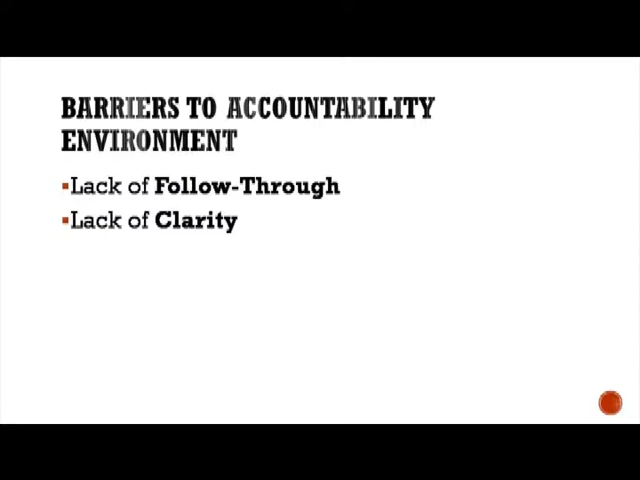 BARRIERS TO ACCOUNTABILITY
ENVIRONMENT
▪Lack of Follow-Through
▪Lack of Clarity